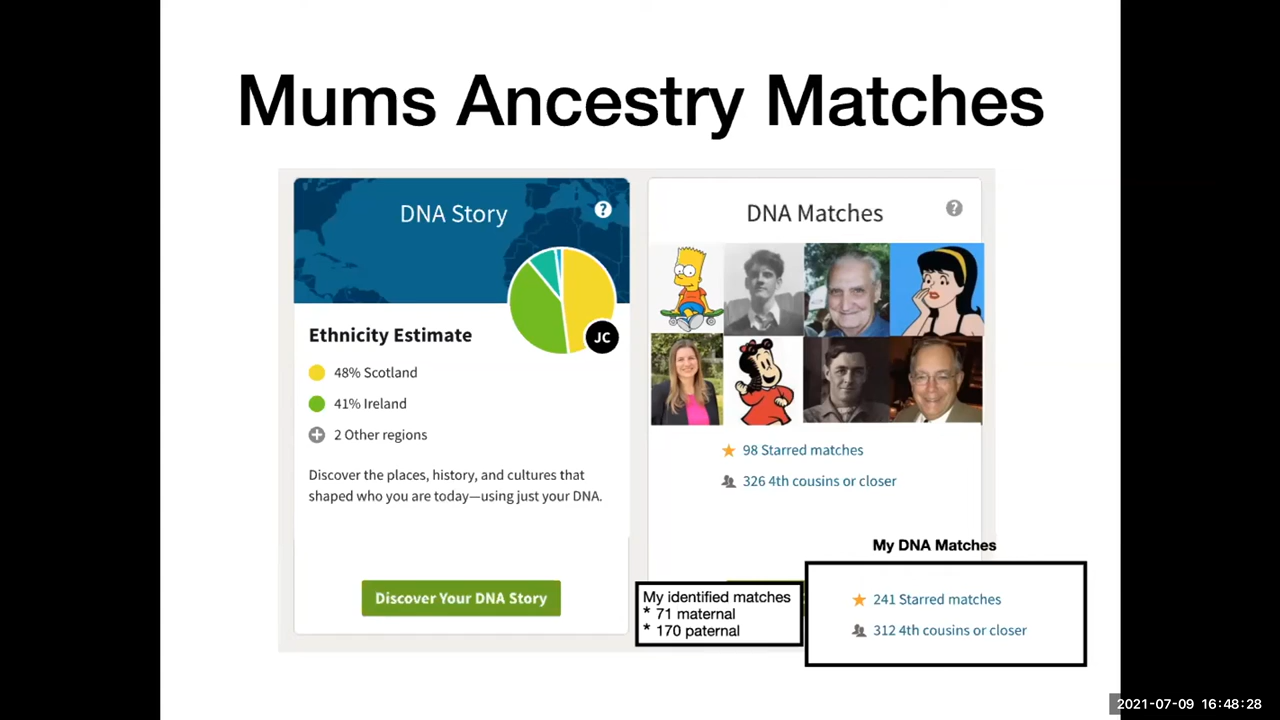 Mums Ancestry Matches
DNA Story
?
JC
Ethnicity Estimate
48% Scotland
41% Ireland
2 Other regions
Discover the places, history, and cultures that
shaped who you are today—using just your DNA.
Discover Your DNA Story
DNA Matches
?
98 Starred matches
326 4th cousins or closer
My identified matches
* 71 maternal
* 170 paternal
My DNA Matches
241 Starred matches
312 4th cousins or closer
2021-07-09 16:48:28